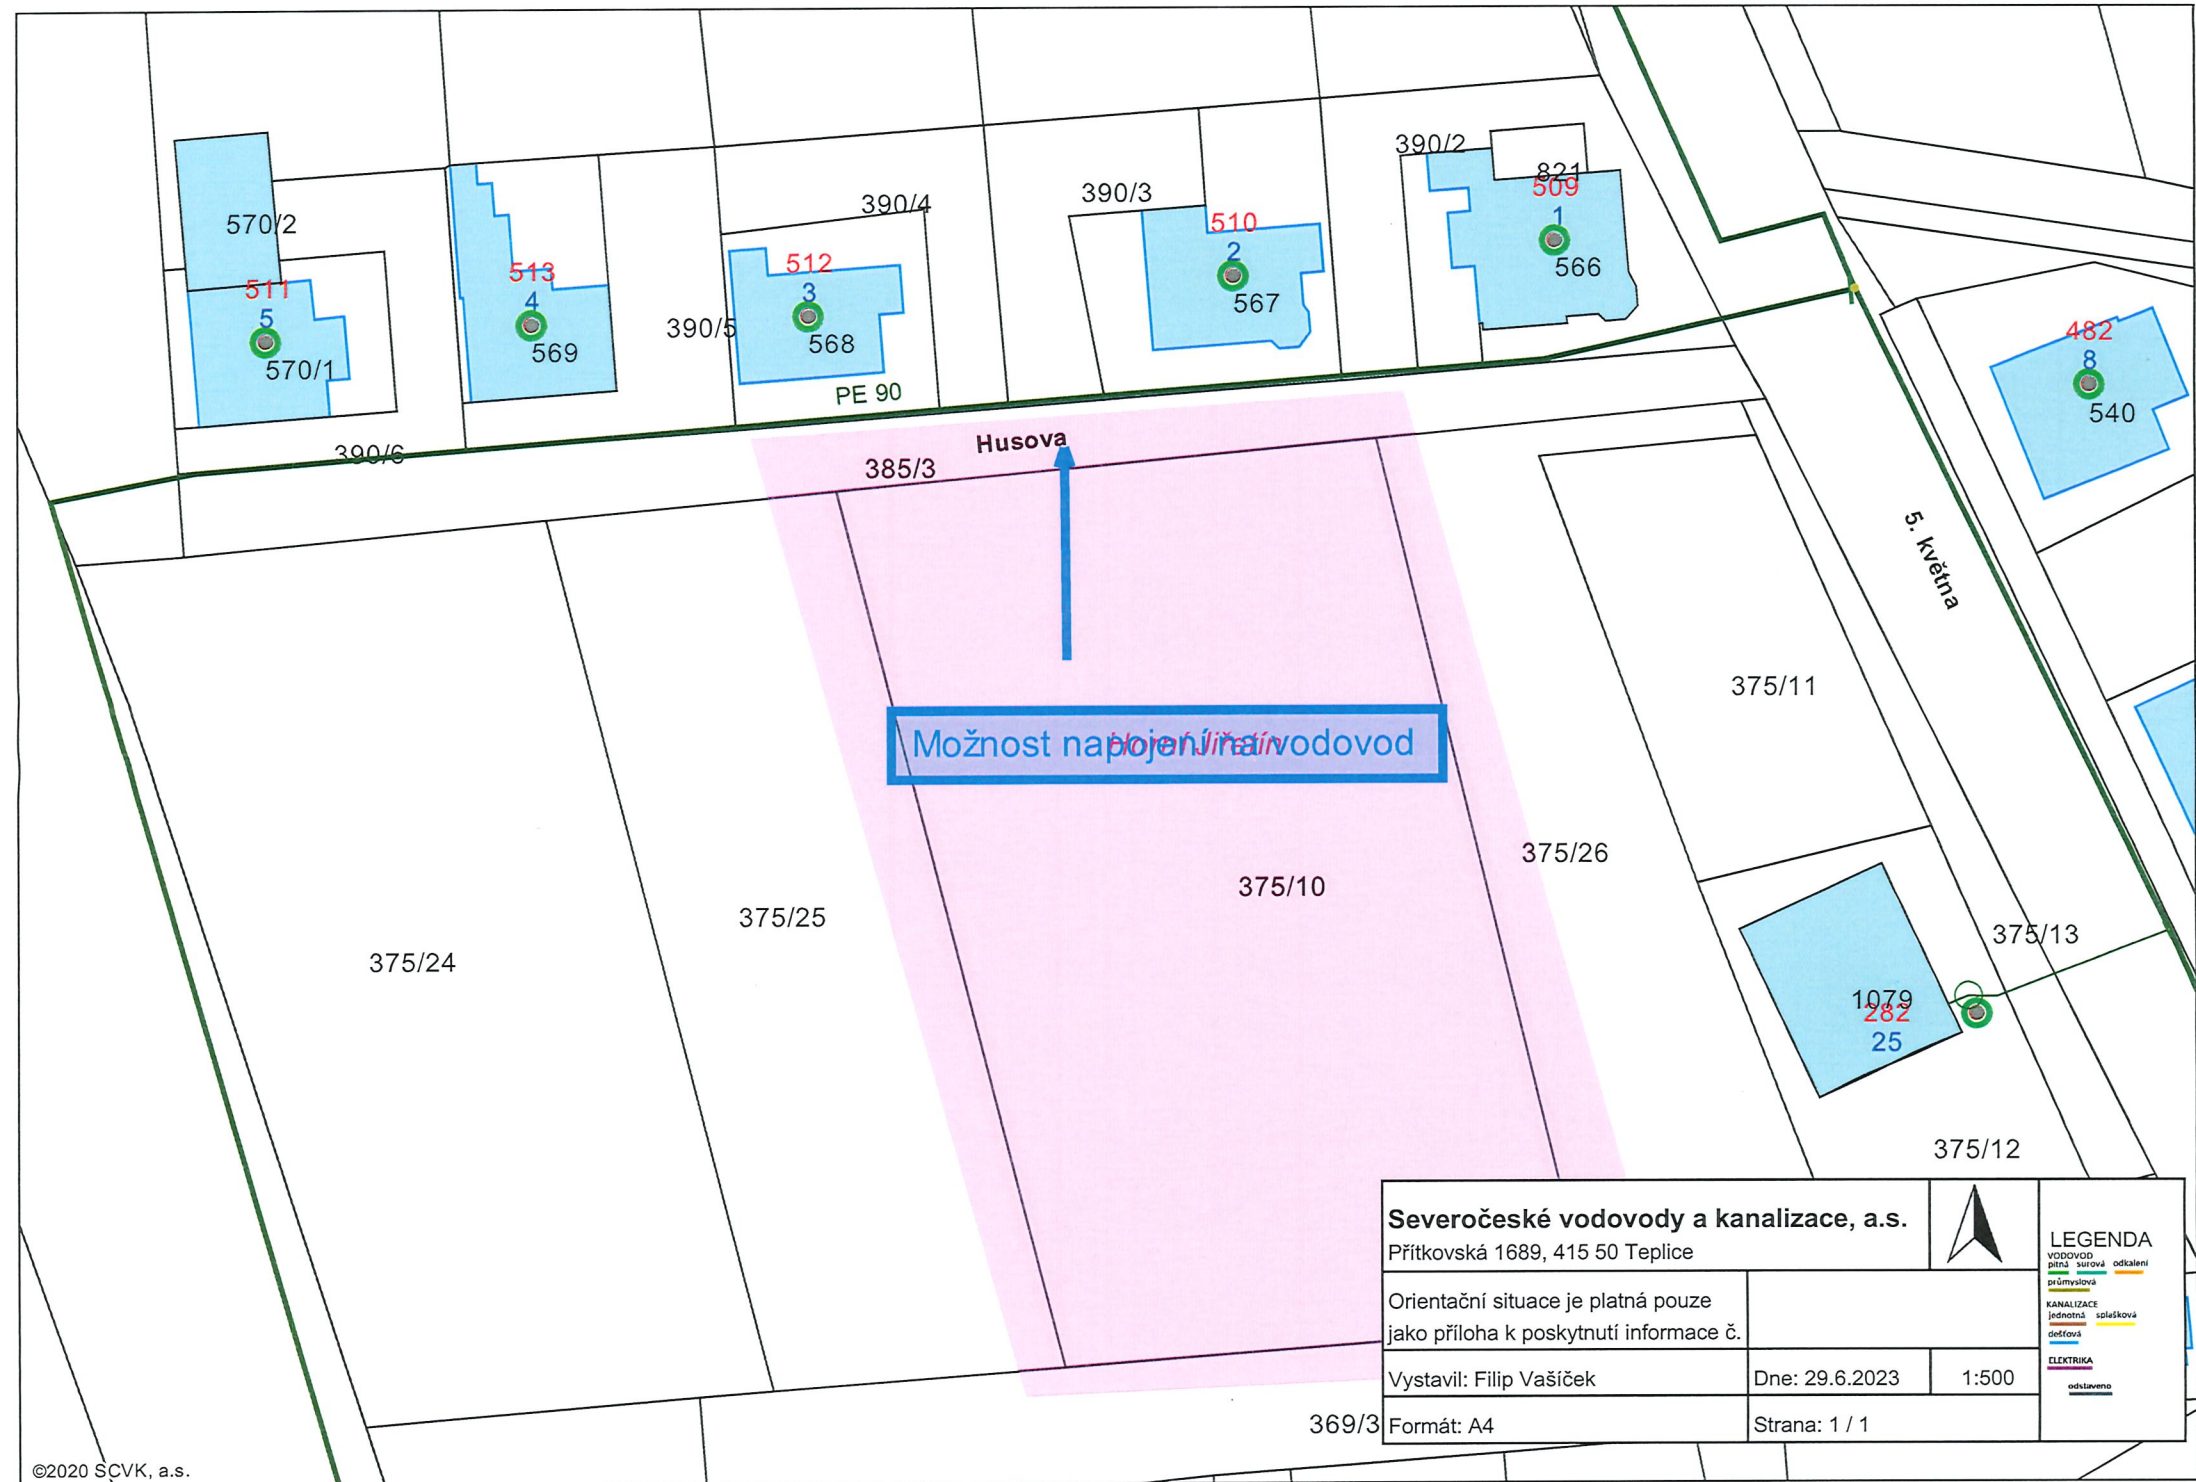 390/2
821
509
1
566
390/3
510
2
567
390/4
512
3
568
390/5
513
4
569
570/2
511
5
570/1
390/6
PE 90
482
8
540
Husova
385/3
5. května
375/11
Možnost napojení na vodovod
Horní Jiřetín
375/26
375/10
375/25
375/24
375/13
1079
282
25
375/12
369/3
Severočeské vodovody a kanalizace, a.s.
Přítkovská 1689, 415 50 Teplice
Orientační situace je platná pouze
jako příloha k poskytnutí informace č.
Vystavil: Filip Vašíček
Dne: 29.6.2023
1:500
Formát: A4
Strana: 1 / 1
LEGENDA
VODOVOD
pitná surová odkalení
průmyslová
KANALIZACE
jednotná splašková
dešťová
ELEKTRIKA
odstaveno
©2020 SČVK, a.s.